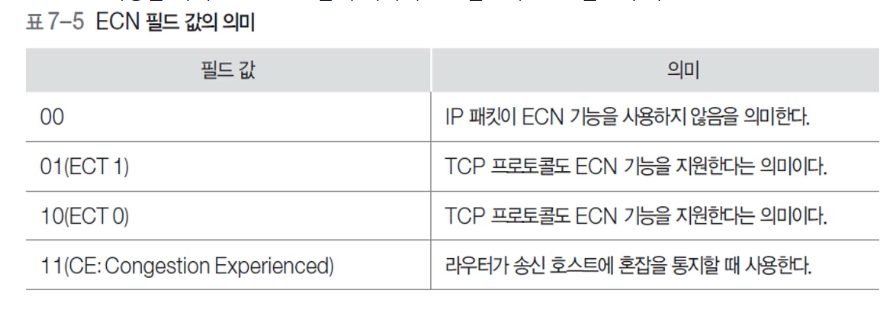 표 7-5 ECN 필드 값의 의미
필드 값 의미
00 IP 패킷이 ECN 기능을 사용하지 않음을 의미한다.
01(ECT 1) TCP 프로토콜도 ECN 기능을 지원한다는 의미이다.
10(ECT 0) TCP 프로토콜도 ECN 기능을 지원한다는 의미이다.
11(CE: Congestion Experienced) 라우터가 송신 호스트에 혼잡을 통지할 때 사용한다.